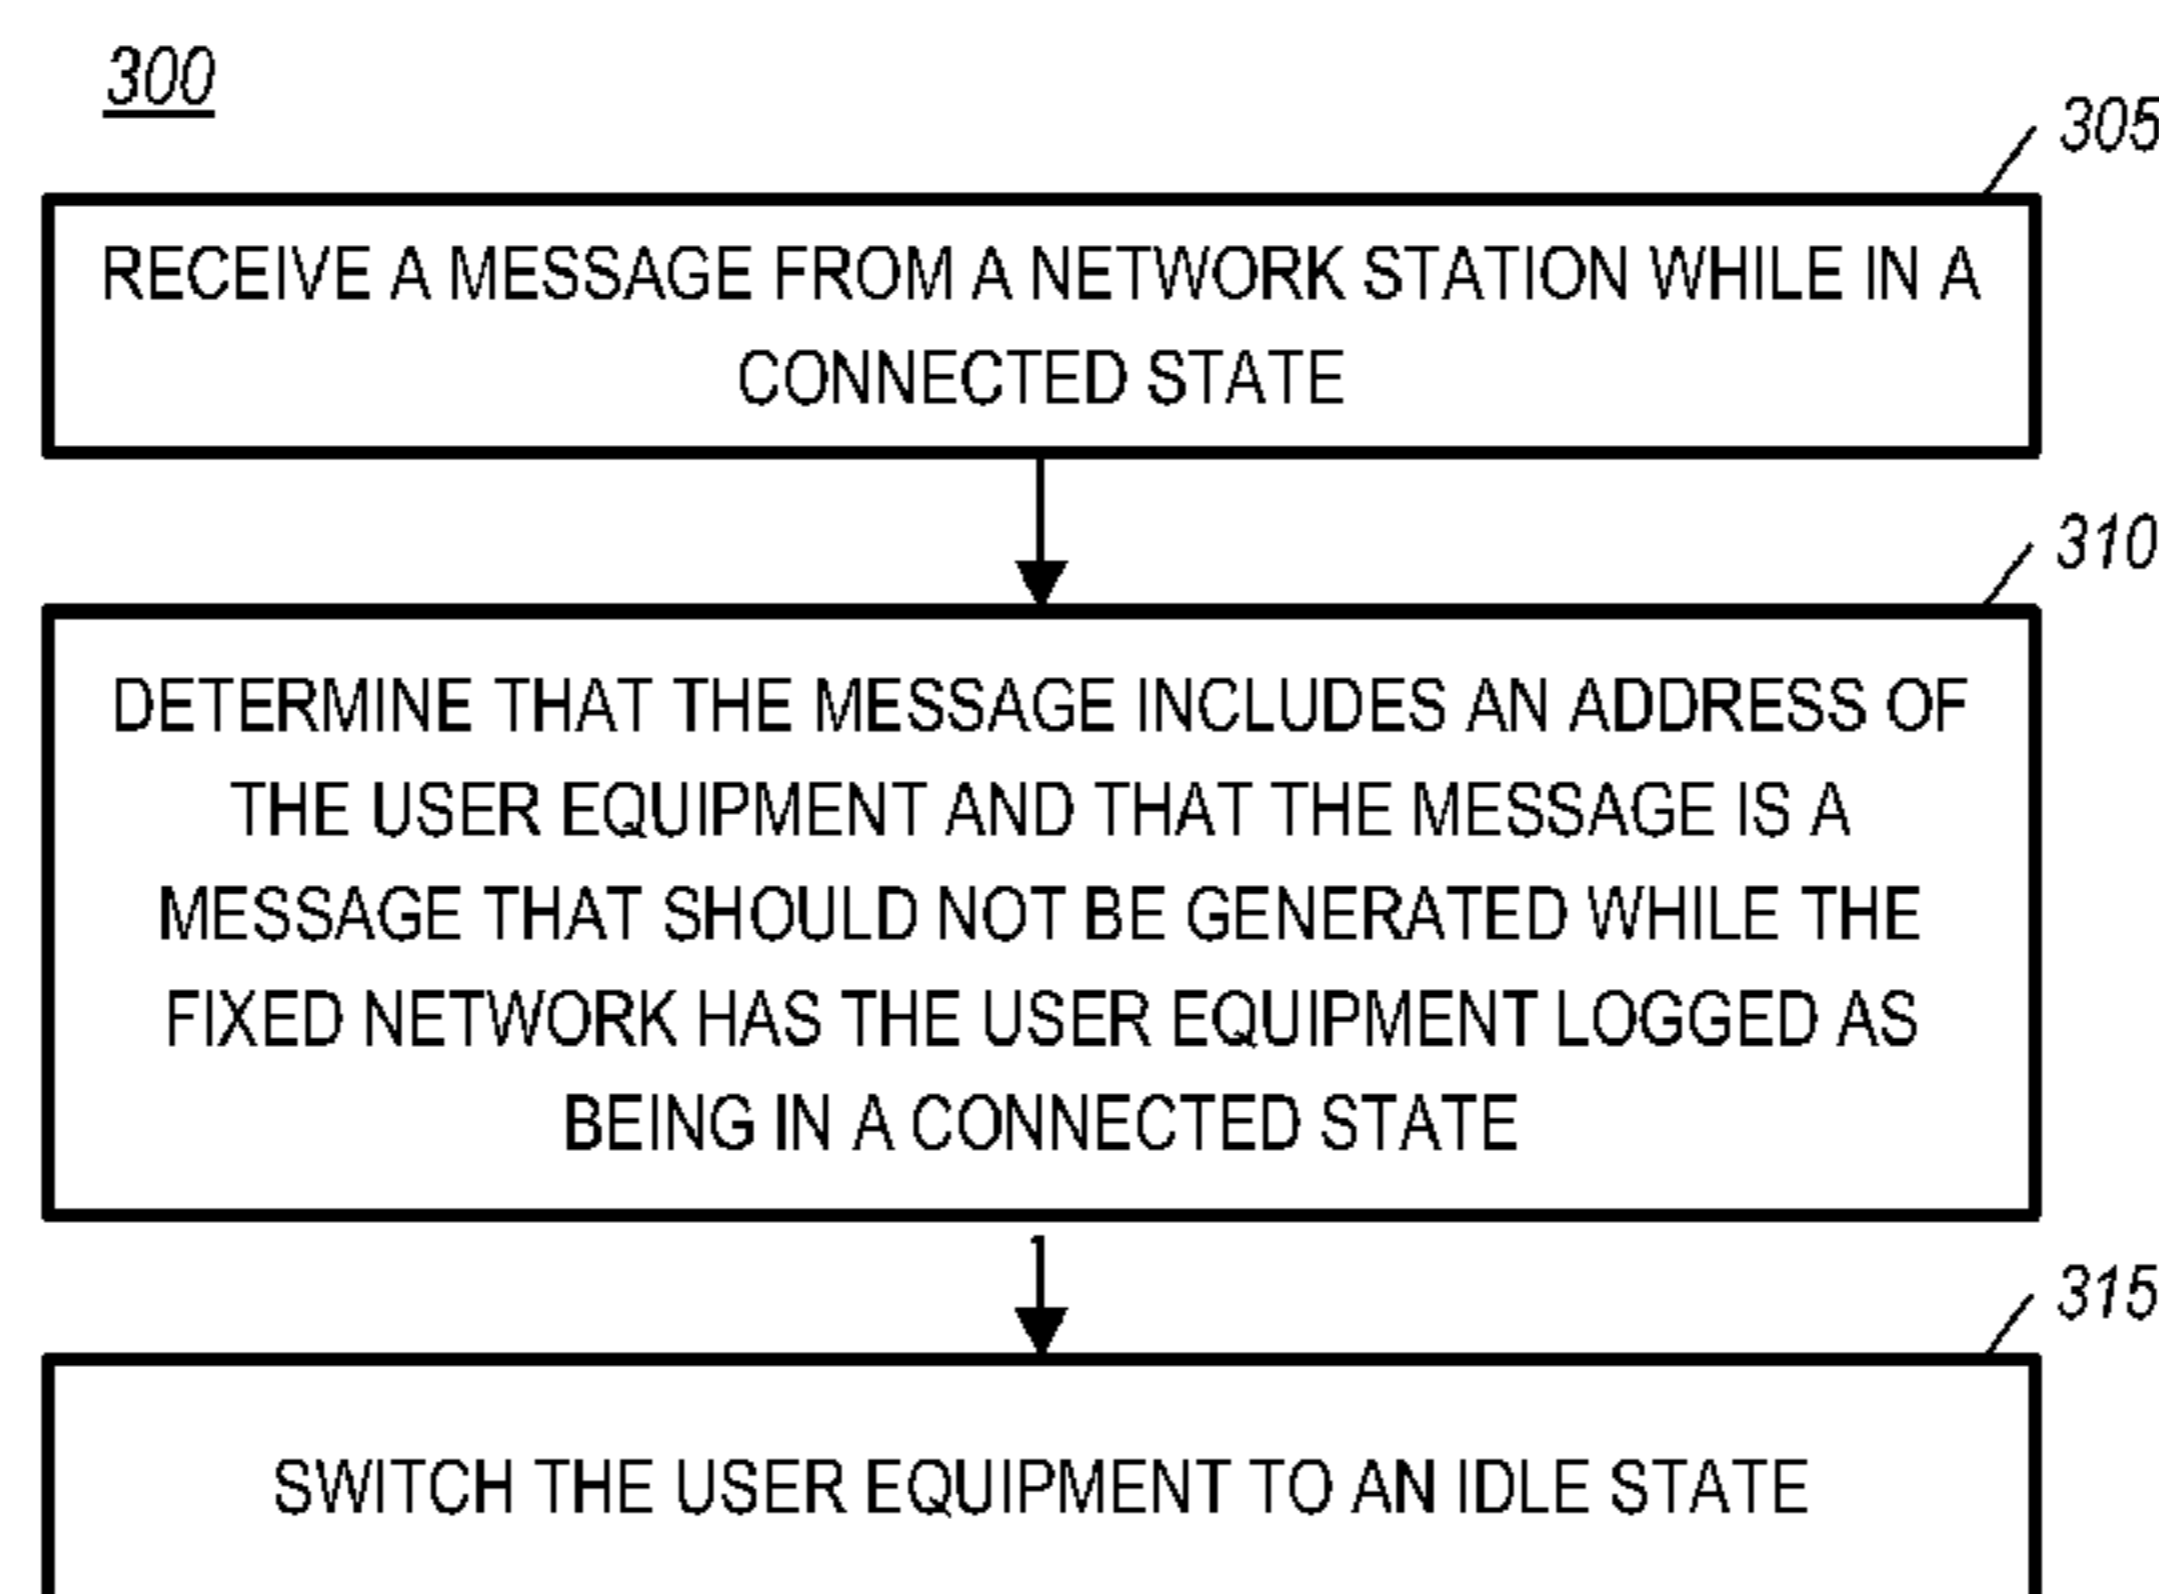 300
305
RECEIVE A MESSAGE FROM A NETWORK STATION WHILE IN A
CONNECTED STATE
310
DETERMINE THAT THE MESSAGE INCLUDES AN ADDRESS OF
THE USER EQUIPMENT AND THAT THE MESSAGE IS A
MESSAGE THAT SHOULD NOT BE GENERATED WHILE THE
FIXED NETWORK HAS THE USER EQUIPMENT LOGGED AS
BEING IN A CONNECTED STATE
315
SWITCH THE USER EQUIPMENT TO AN IDLE STATE